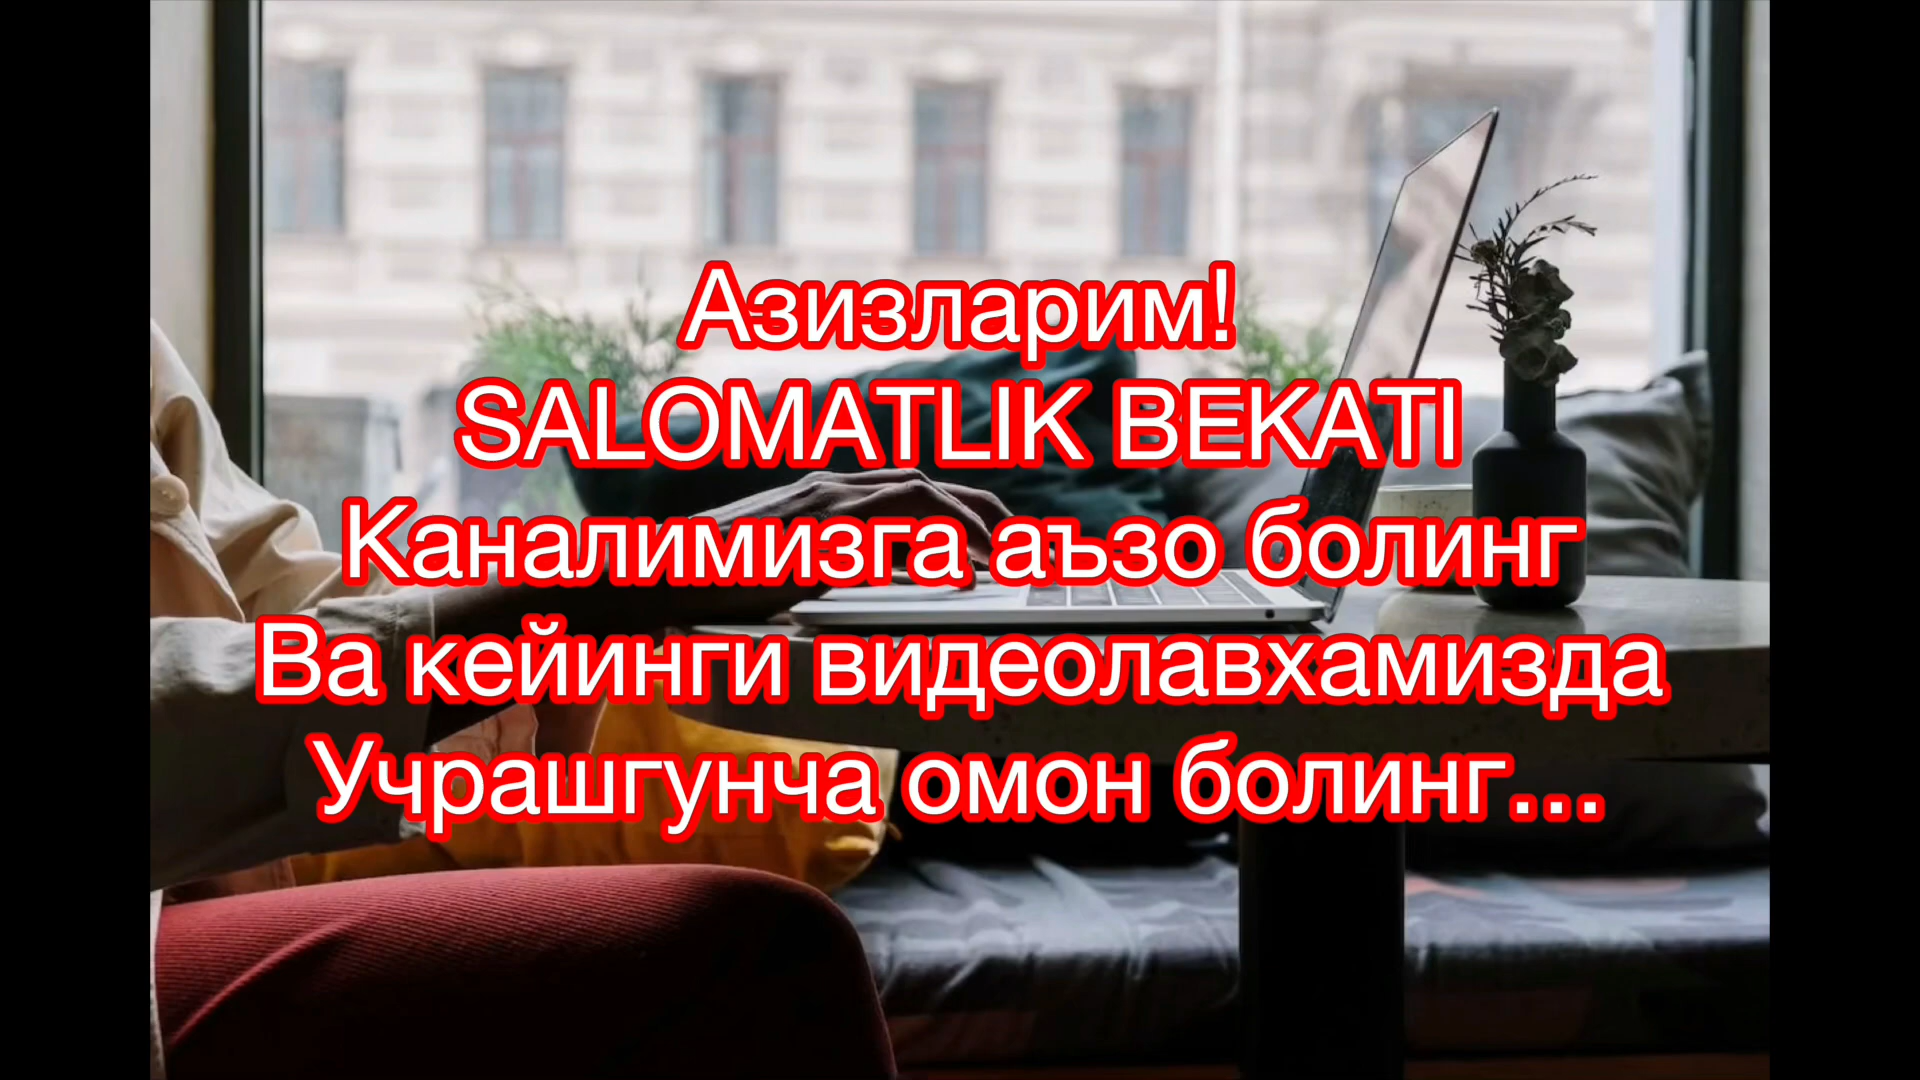 Азизларим!
SALOMATLIK BEKATI
Каналимизга аъзо болинг
Ва кейинги видеолавхамизда
Учрашгунча омон болинг...